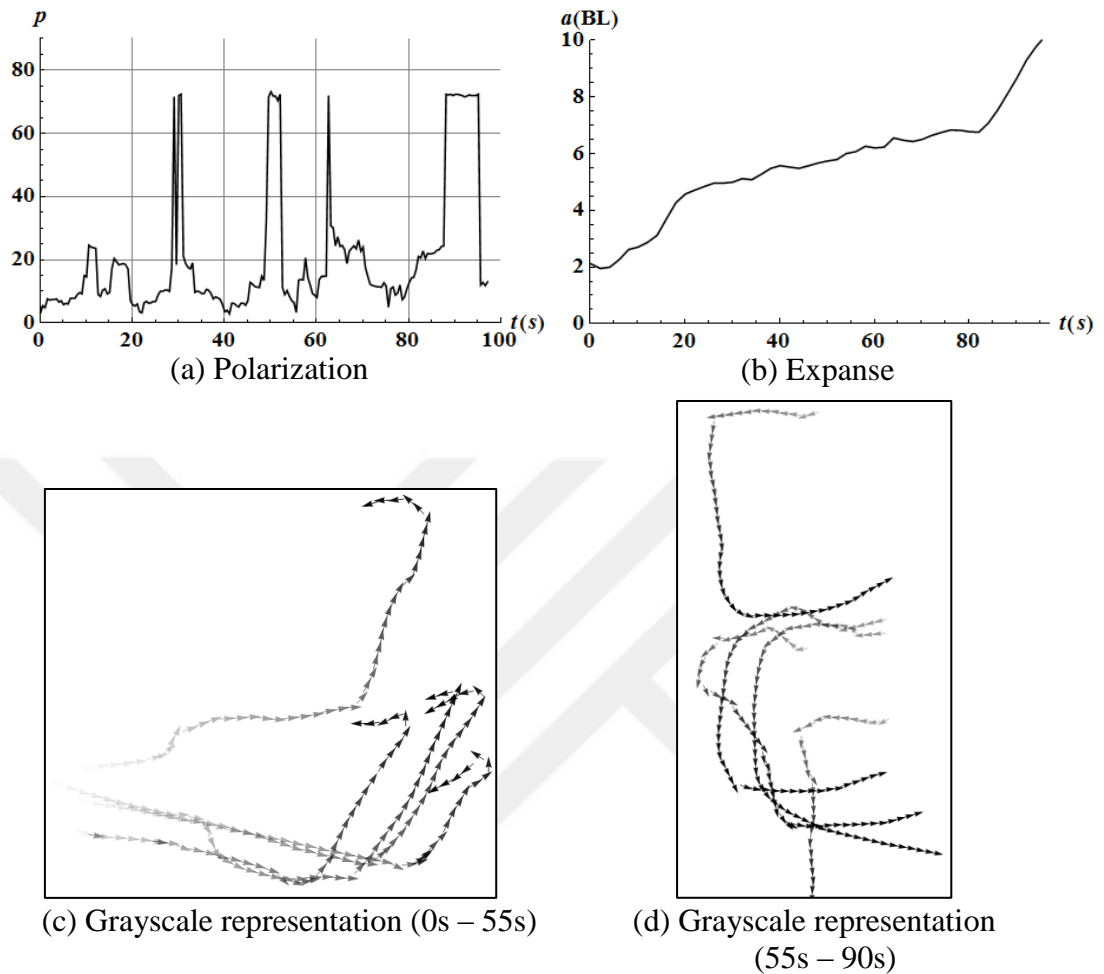 p
80
60
40
20
0
0 20 40 60 80 100
t(s)
(a) Polarization
a(BL)
10
8
6
4
2
0
0 20 40 60 80
t(s)
(b) Expanse
(c) Grayscale representation (0s – 55s)
(d) Grayscale representation
(55s – 90s)